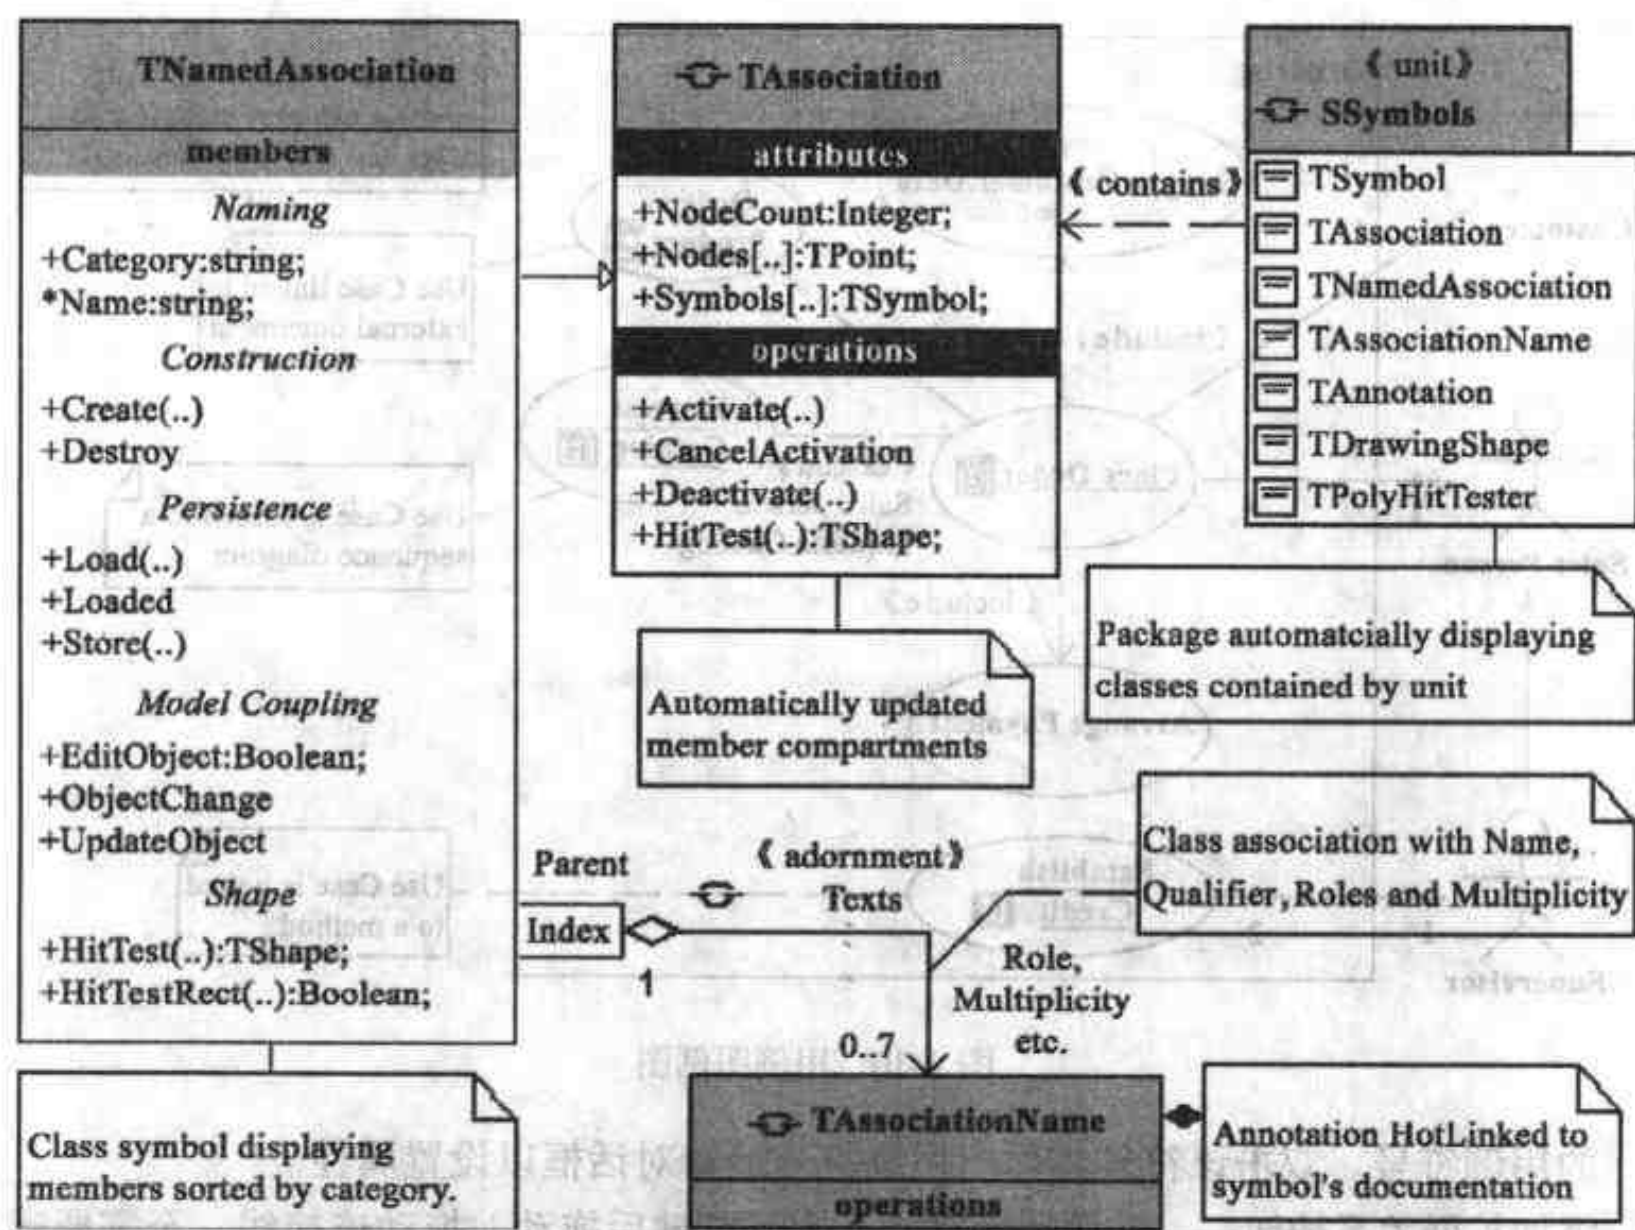 TNamedAssociation
members
Naming
+Category:string;
*Name:string;
Construction
+Create(..)
+Destroy
Persistence
+Load(..)
+Loaded
+Store(..)
Model Coupling
+EditObject:Boolean;
+ObjectChange
+UpdateObject
Shape
+HitTest(..):TShape;
+HitTestRect(..):Boolean;
Class symbol displaying
members sorted by category.
TAssociation
attributes
+NodeCount:Integer;
+Nodes[..]:TPoint;
+Symbols[..]:TSymbol;
operations
+Activate(..)
+CancelActivation
+Deactivate(..)
+HitTest(..):TShape;
Automatically updated
member compartments
《contains》
《unit》
SSymbols
TSymbol
TAssociation
TNamedAssociation
TAssociationName
TAnnotation
TDrawingShape
TPolyHitTester
Package automatcially displaying
classes contained by unit
Class association with Name,
Qualifier, Roles and Multiplicity
Parent
Index
1
《adornment》
Texts
Role,
Multiplicity
etc.
0..7
TAssociationName
operations
Annotation HotLinked to
symbol's documentation